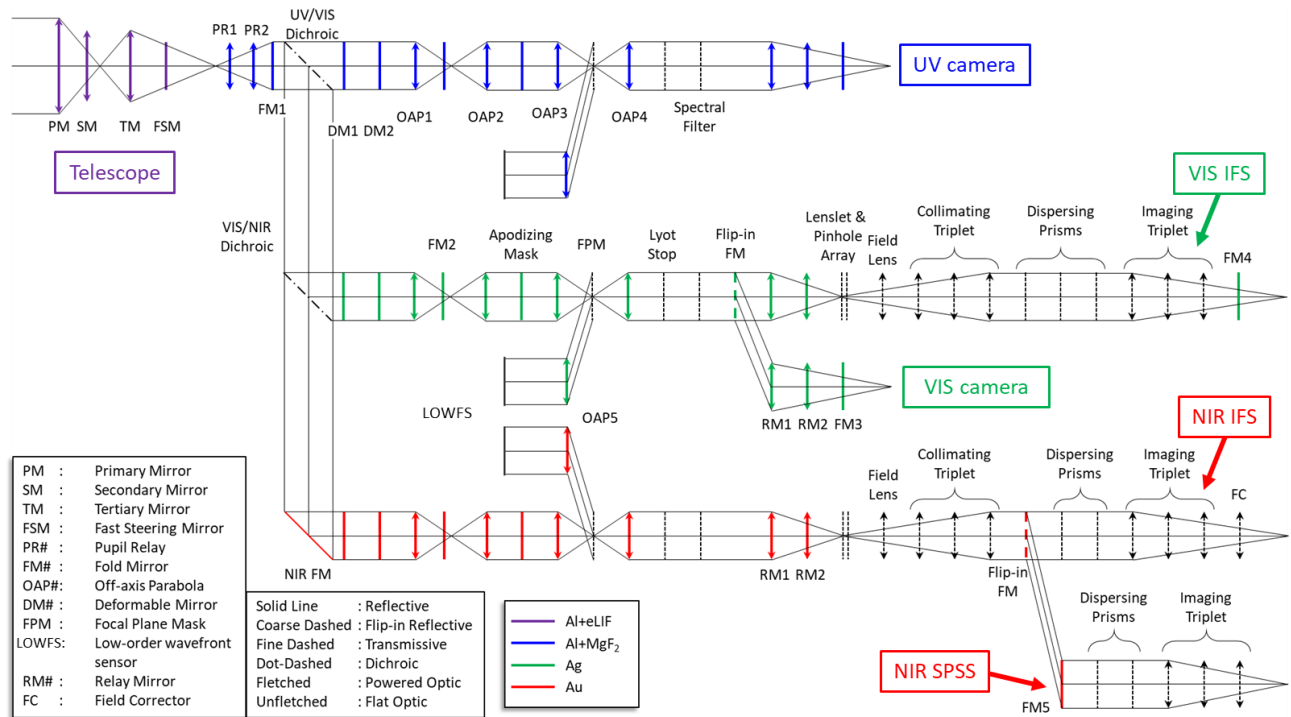 PR1 PR2
UV/VIS
Dichroic
UV camera
FM1
DM1 DM2
OAP1
OAP2
OAP3
OAP4
Spectral
Filter
PM SM TM FSM
Telescope
VIS IFS
VIS/NIR
Dichroic
FM2
Apodizing
Mask
FPM
Lyot
Stop
Flip-in
FM
Lenslet &
Pinhole
Array
Field
Lens
Collimating
Triplet
Dispersing
Prisms
Imaging
Triplet
FM4
VIS camera
RM1 RM2 FM3
LOWFS
OAP5
NIR IFS
Field
Lens
Collimating
Triplet
Dispersing
Prisms
Imaging
Triplet
FC
NIR FM
RM1 RM2
Flip-in
FM
Dispersing
Prisms
Imaging
Triplet
NIR SPSS
FM5
PM : Primary Mirror
SM : Secondary Mirror
TM : Tertiary Mirror
FSM : Fast Steering Mirror
PR# : Pupil Relay
FM# : Fold Mirror
OAP#: Off-axis Parabola
DM# : Deformable Mirror
FPM : Focal Plane Mask
LOWFS: Low-order wavefront
sensor
RM# : Relay Mirror
FC : Field Corrector
Solid Line : Reflective
Coarse Dashed : Flip-in Reflective
Fine Dashed : Transmissive
Dot-Dashed : Dichroic
Fletched : Powered Optic
Unfletched : Flat Optic
Al+eLIF
Al+MgF₂
Ag
Au